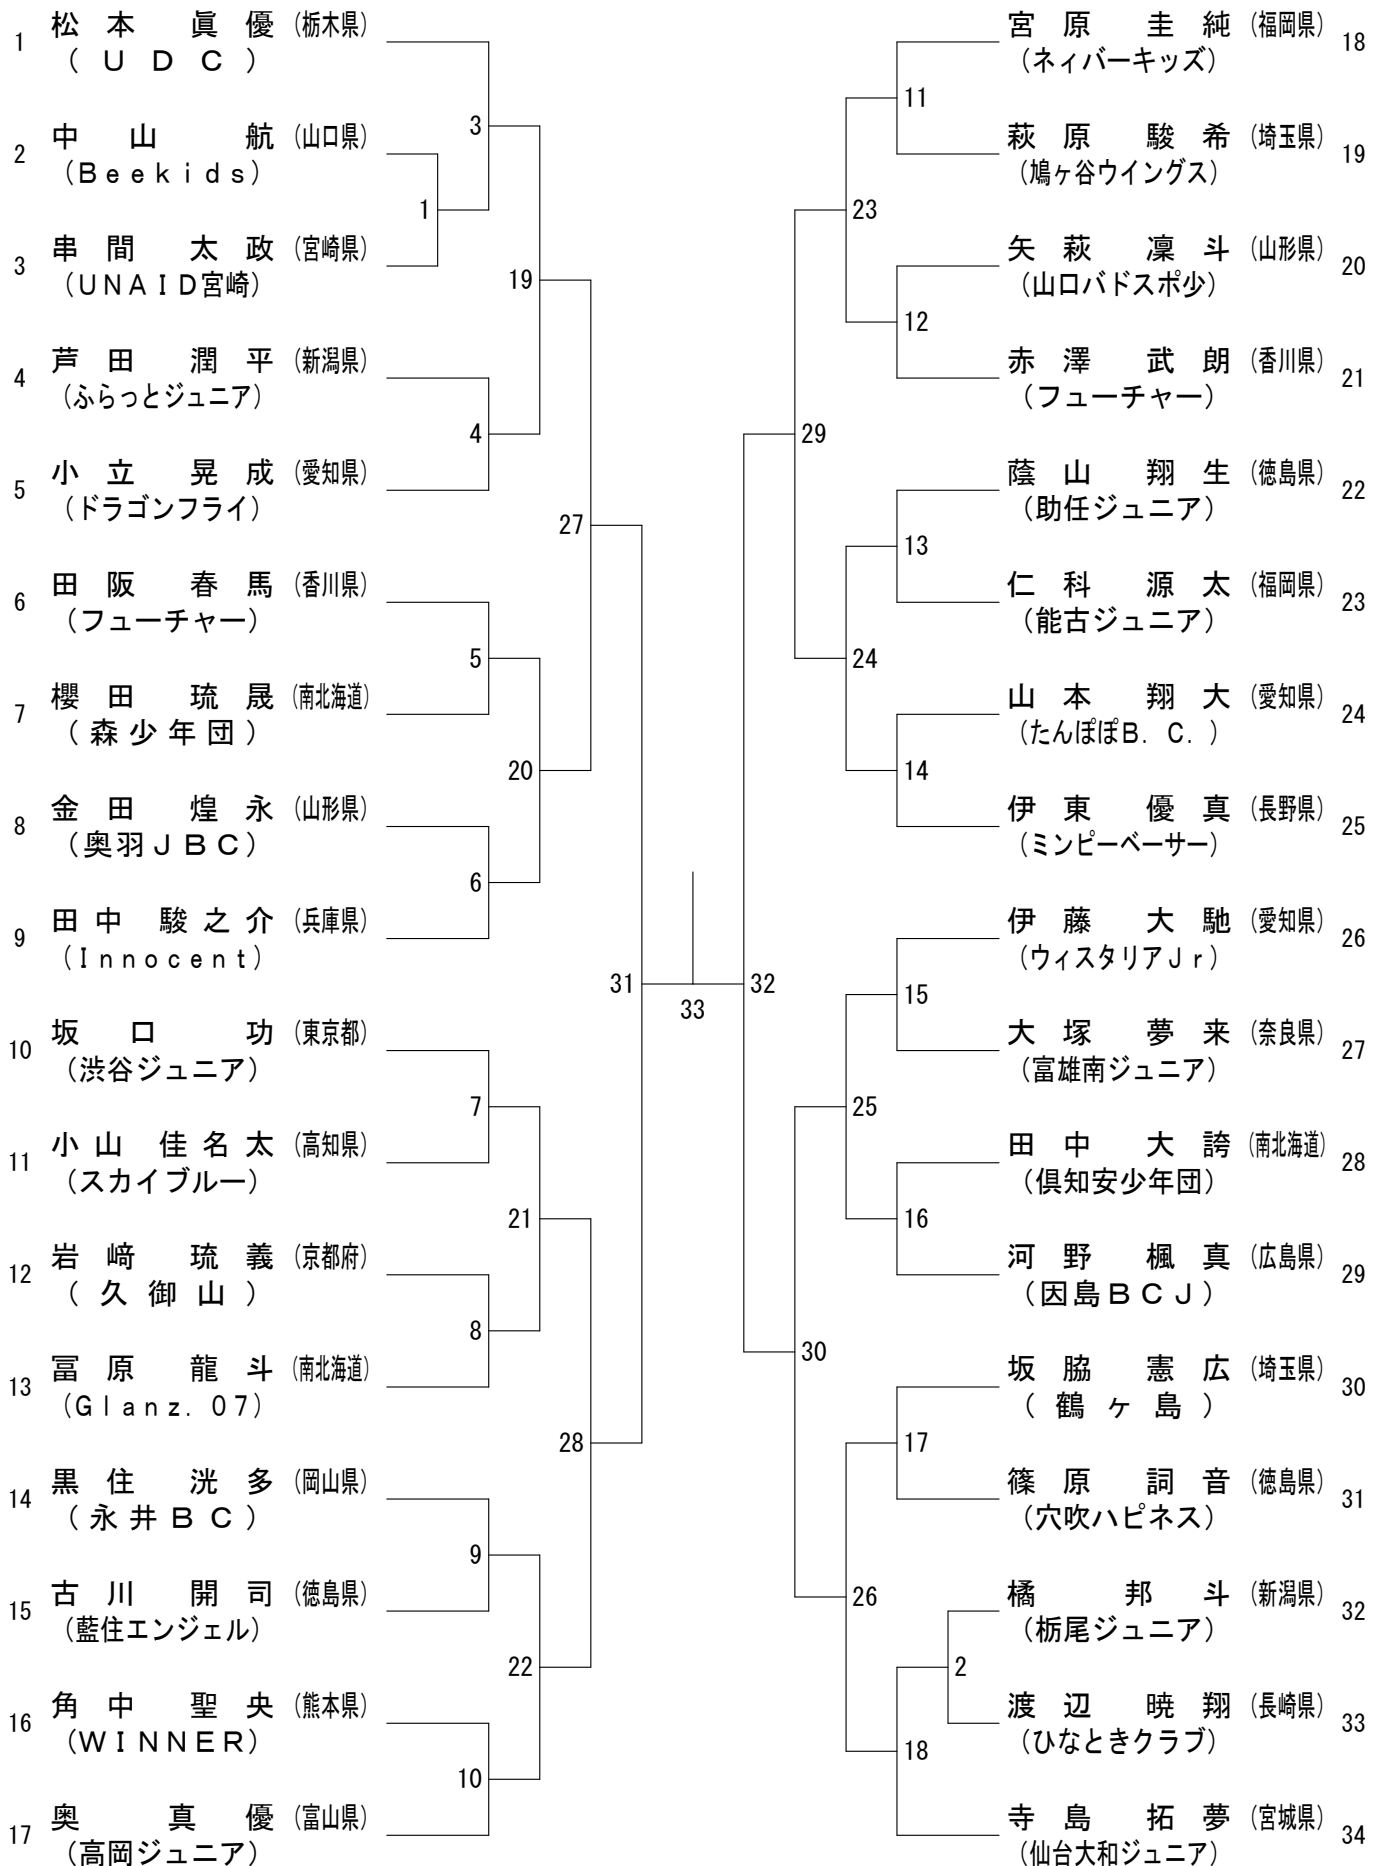 1 松本 眞優 (栃木県)
(UDC)
2 中山 航 (山口県)
(Beekids)
3 串間 太政 (宮崎県)
(UNAID宮崎)
4 芦田 潤平 (新潟県)
(ふらっとジュニア)
5 小立 晃成 (愛知県)
(ドラゴンフライ)
6 田阪 春馬 (香川県)
(フューチャー)
7 櫻田 琉晟 (南北海道)
(森少年団)
8 金田 煌永 (山形県)
(奥羽JBC)
9 田中 駿之介 (兵庫県)
(Innocent)
10 坂口 功 (東京都)
(渋谷ジュニア)
11 小山 佳名太 (高知県)
(スカイブルー)
12 岩﨑 琉義 (京都府)
(久御山)
13 冨原 龍斗 (南北海道)
(Glanz.07)
14 黒住 洸多 (岡山県)
(永井BC)
15 古川 開司 (徳島県)
(藍住エンジェル)
16 角中 聖央 (熊本県)
(WINNER)
17 奥 真優 (富山県)
(高岡ジュニア)
3
1
19
4
27
5
20
6
31
7
21
8
28
9
22
10
33
32
11
23
12
29
13
24
14
15
25
16
30
17
26
2
18
宮原 圭純 (福岡県) 18
(ネィバーキッズ)
萩原 駿希 (埼玉県) 19
(鳩ヶ谷ウイングス)
矢萩 凜斗 (山形県) 20
(山口バドスポ少)
赤澤 武朗 (香川県) 21
(フューチャー)
蔭山 翔生 (徳島県) 22
(助任ジュニア)
仁科 源太 (福岡県) 23
(能古ジュニア)
山本 翔大 (愛知県) 24
(たんぽぽB.C.)
伊東 優真 (長野県) 25
(ミンピーベーサー)
伊藤 大馳 (愛知県) 26
(ウィスタリアJr)
大塚 夢来 (奈良県) 27
(富雄南ジュニア)
田中 大誇 (南北海道) 28
(倶知安少年団)
河野 楓真 (広島県) 29
(因島BCJ)
坂脇 憲広 (埼玉県) 30
(鶴ヶ島)
篠原 詞音 (徳島県) 31
(穴吹ハピネス)
橘 邦斗 (新潟県) 32
(栃尾ジュニア)
渡辺 暁翔 (長崎県) 33
(ひなときクラブ)
寺島 拓夢 (宮城県) 34
(仙台大和ジュニア)